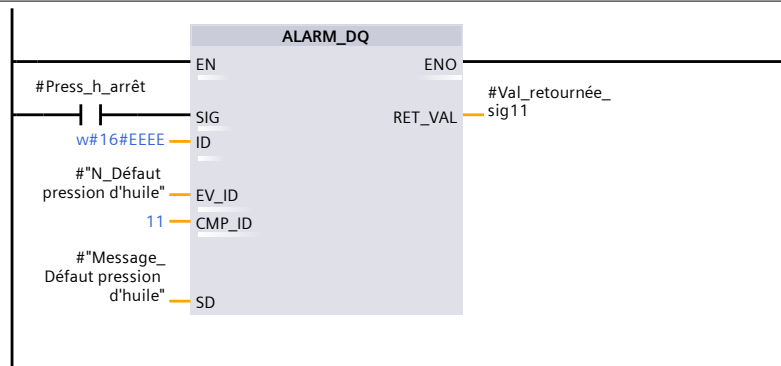 ALARM_DQ
EN
ENO
#Press_h_arrêt
SIG
#Val_retournée_
sig11
RET_VAL
w#16#EEEE
ID
#"N_Défaut
pression d'huile"
EV_ID
11
CMP_ID
#"Message_
Défaut pression
d'huile"
SD